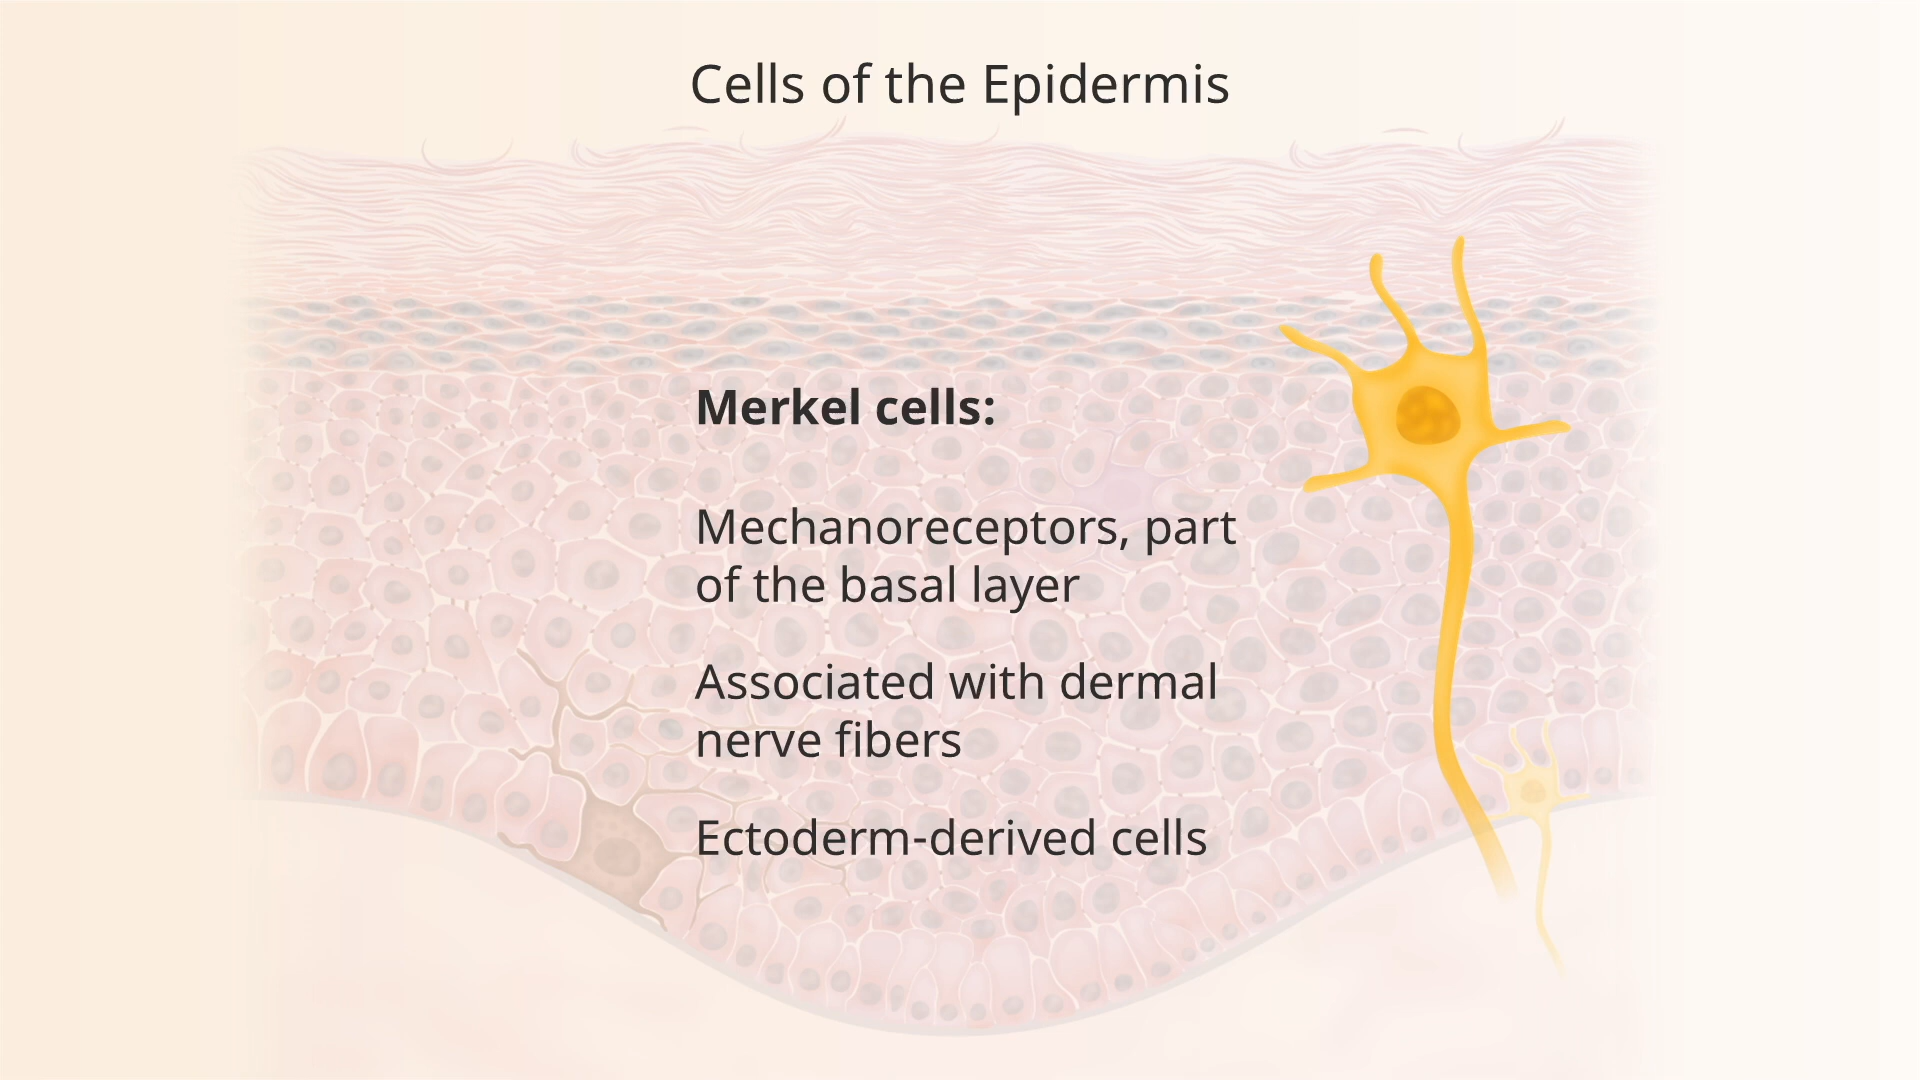 Cells of the Epidermis
Merkel cells:
Mechanoreceptors, part
of the basal layer
Associated with dermal
nerve fibers
Ectoderm-derived cells